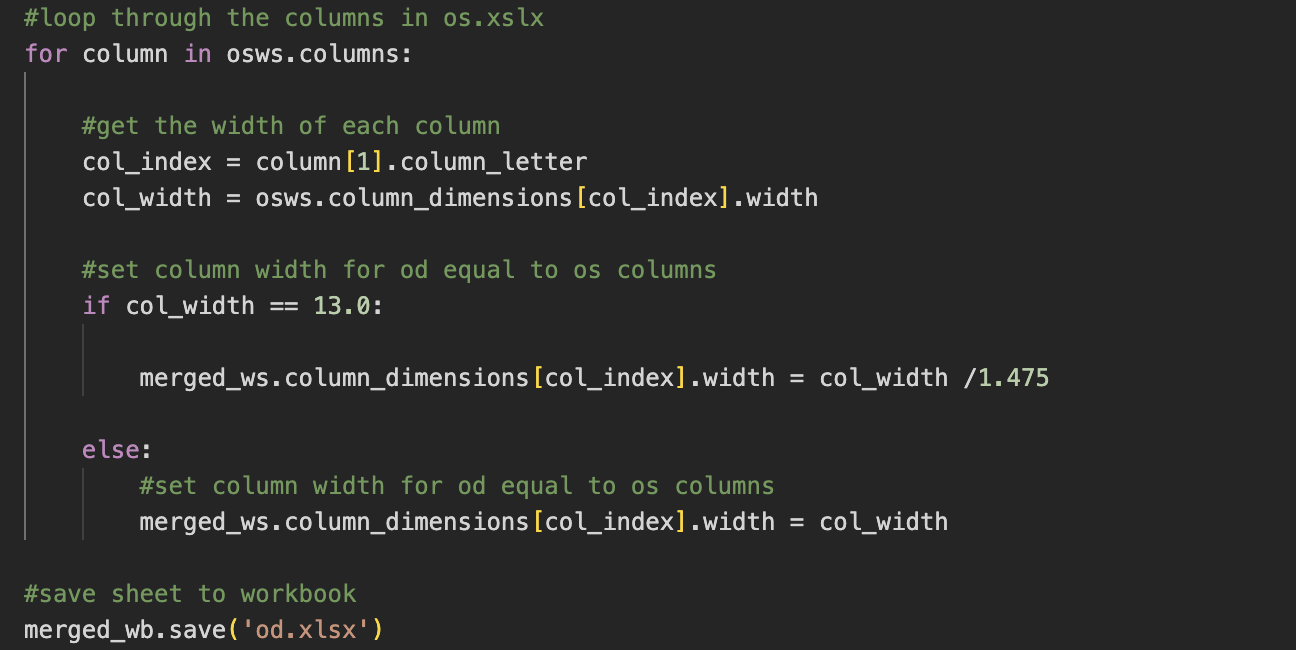 #loop through the columns in os.xslx
for column in osws.columns:
#get the width of each column
col_index = column[1].column_letter
col_width = osws.column_dimensions[col_index].width
#set column width for od equal to os columns
if col_width == 13.0:
merged_ws.column_dimensions[col_index].width = col_width /1.475
else:
#set column width for od equal to os columns
merged_ws.column_dimensions[col_index].width = col_width
#save sheet to workbook
merged_wb.save('od.xlsx')